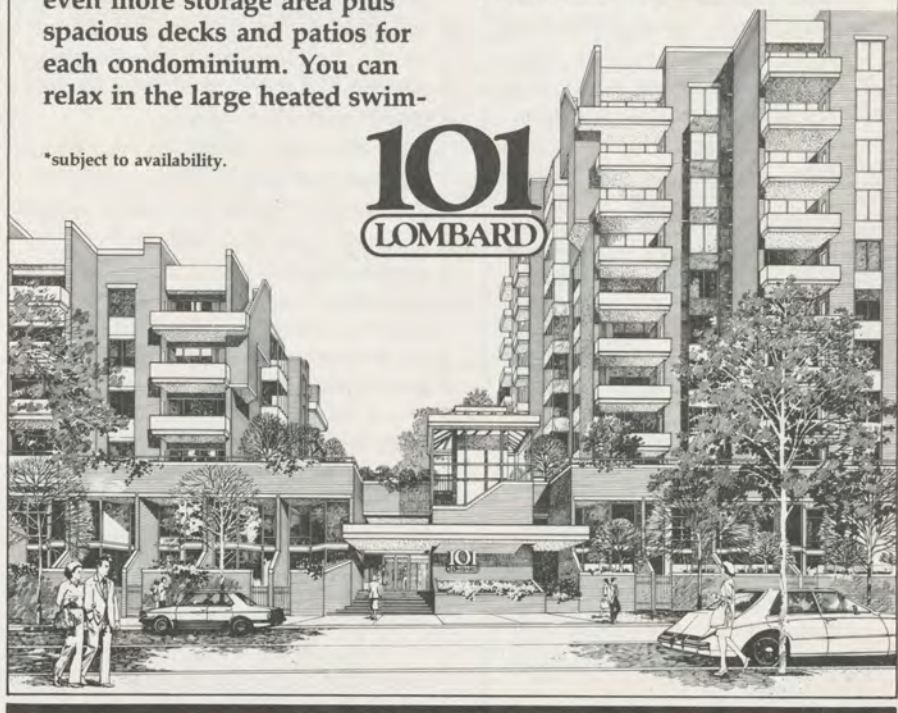 even more storage area plus
spacious decks and patios for
each condominium. You can
relax in the large heated swim-
*subject to availability.
101
LOMBARD
101